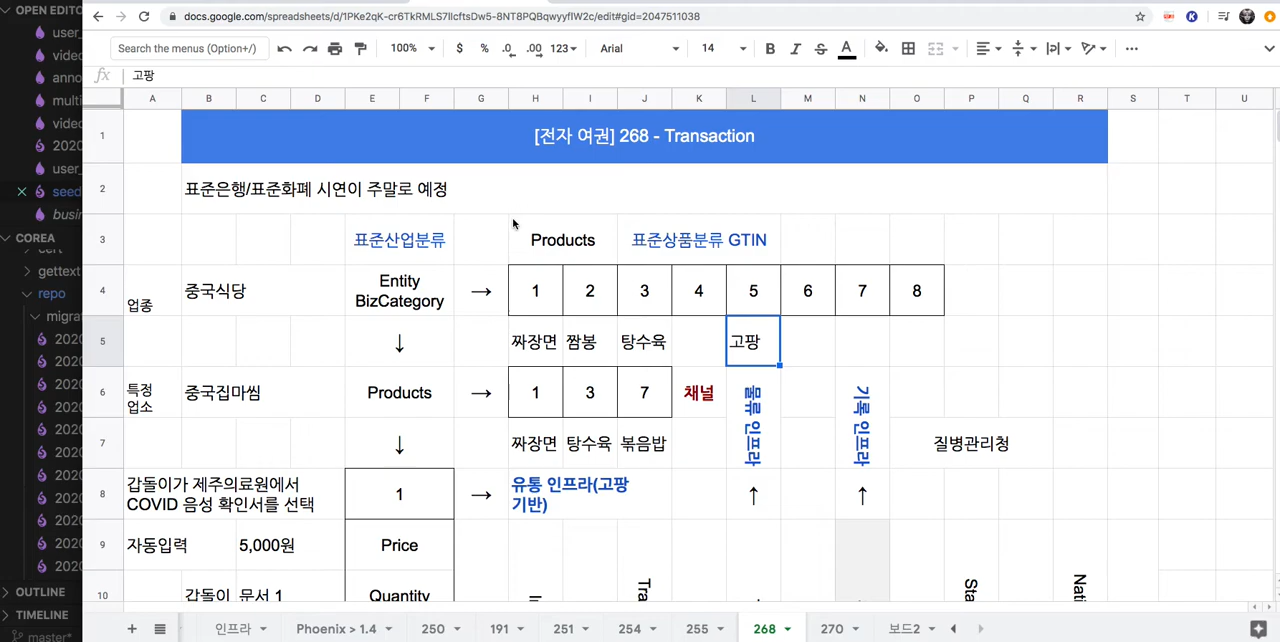 OPEN EDITO
user_
video
anno
multi
video
2020
user_
seed
busin
COREA
cert
gettext
repo
migra
2020
2020
2020
2020
2020
2020
2020
2020
2020
2020
2020
OUTLINE
TIMELINE
master*
docs.google.com/spreadsheets/d/1PKe2qK-cr6TkRMLS7IlcftsDw5-8NT8PQBqwyyfIW2c/edit#gid=2047511038
Search the menus (Option+/) 100% $ % .0 .00 123 Arial 14 B I S A
fx 고팡
A B C D E F G H I J K L M N O P Q R S T U
1 [전자 여권] 268 - Transaction
2 표준은행/표준화폐 시연이 주말로 예정
3 표준산업분류 Products 표준상품분류 GTIN
4 업종 중국식당 Entity BizCategory → 1 2 3 4 5 6 7 8
5 ↓ 짜장면 짬봉 탕수육 고팡
6 특정 업소 중국집마씸 Products → 1 3 7 채널 물류 인프라 기록 인프라
7 ↓ 짜장면 탕수육 볶음밥 질병관리청
8 갑돌이가 제주의료원에서 COVID 음성 확인서를 선택 1 → 유통 인프라(고팡 기반) ↑ ↑
9 자동입력 5,000원 Price
10 갑돌이 문서 1 Quantity Tra Sta Nati
+ 인프라 Phoenix > 1.4 250 191 251 254 255 268 270 보드2